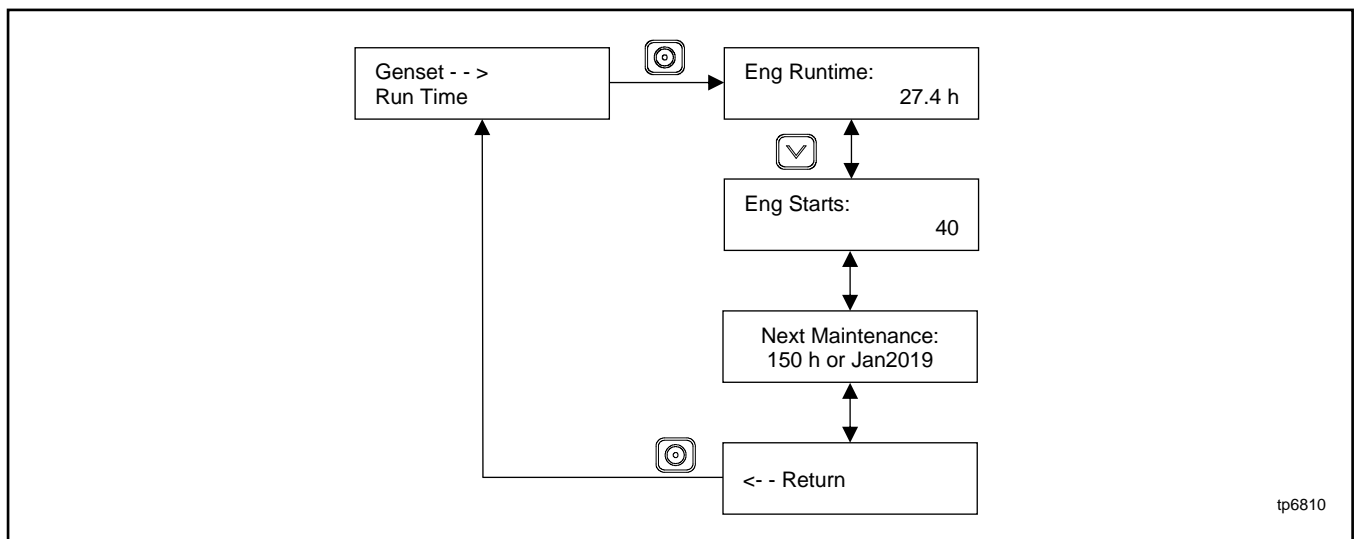 Genset - - >
Run Time
Eng Runtime:
27.4 h
Eng Starts:
40
Next Maintenance:
150 h or Jan2019
<- - Return
tp6810